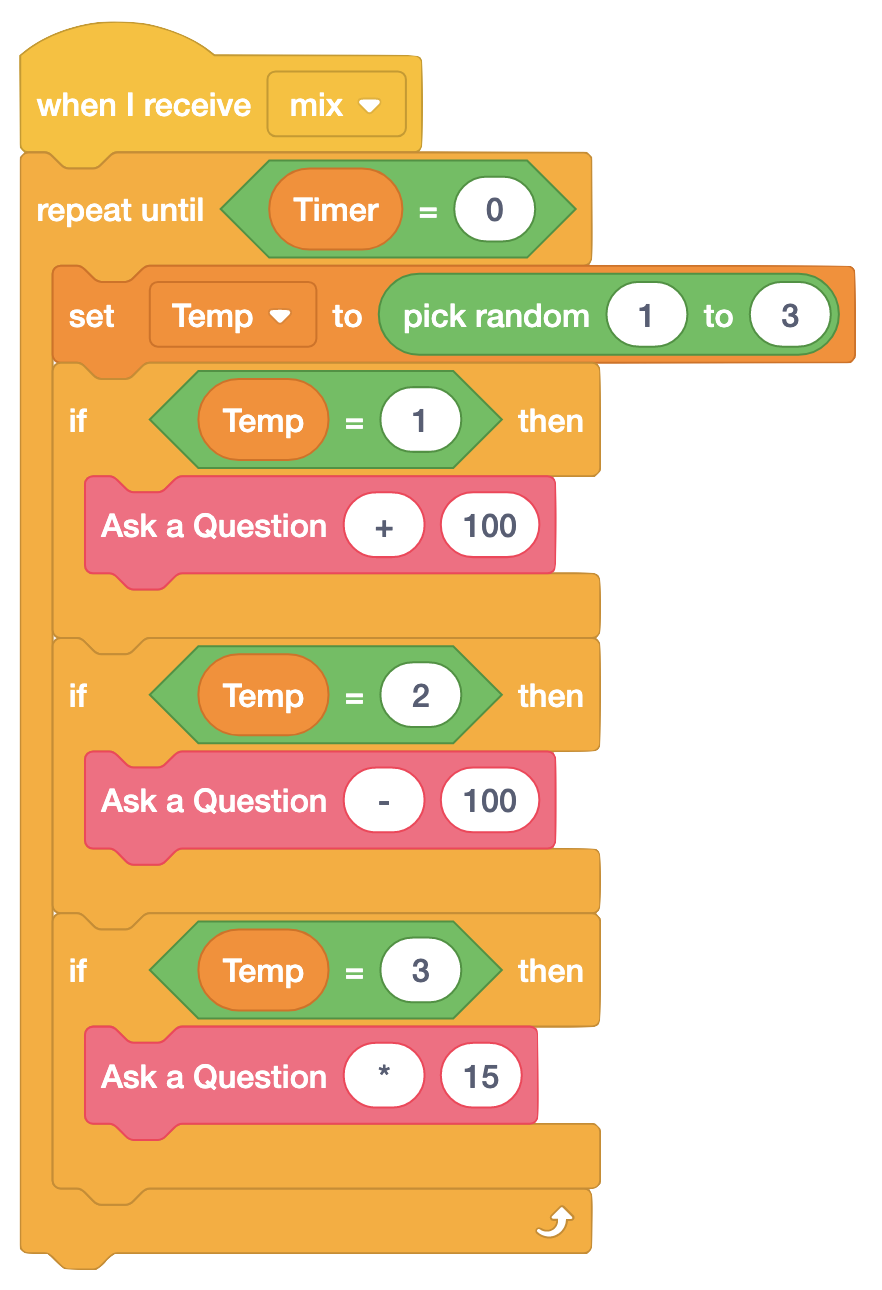 when I receive mix
repeat until Timer = 0
set Temp to pick random 1 to 3
if Temp = 1 then
Ask a Question + 100
if Temp = 2 then
Ask a Question - 100
if Temp = 3 then
Ask a Question * 15